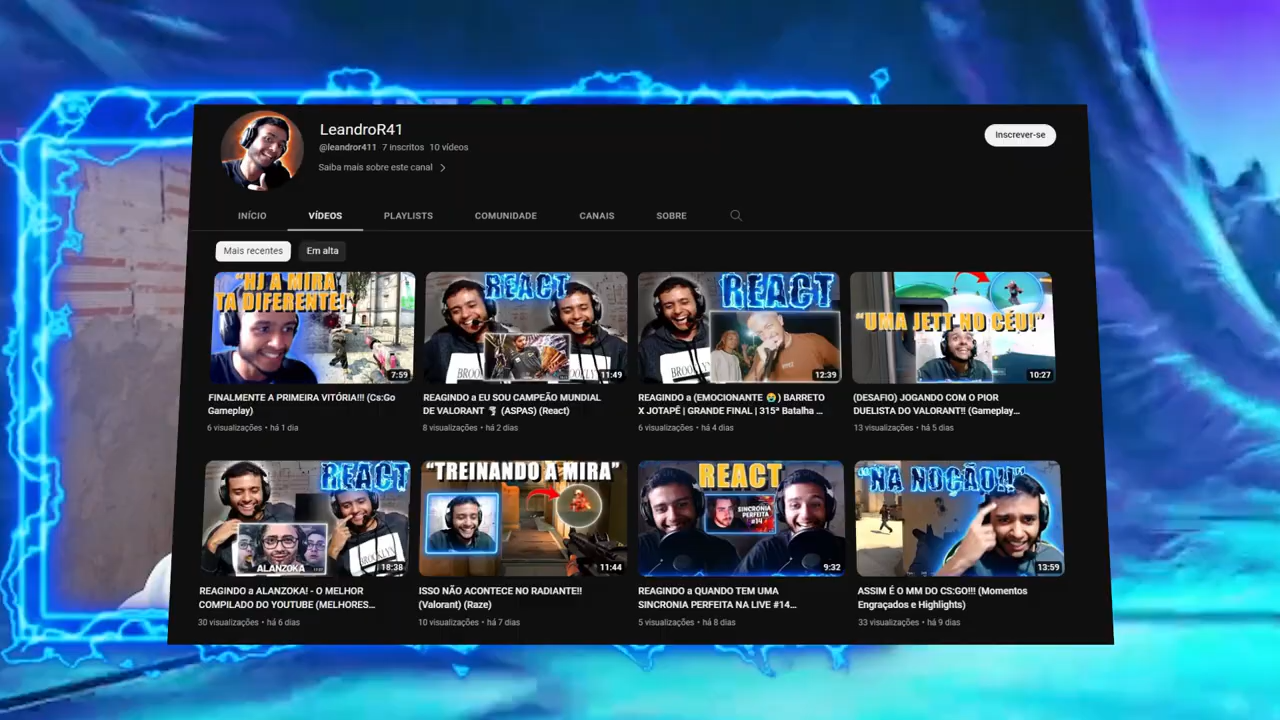 LeandroR41
@leandror411 7 inscritos 10 vídeos
Saiba mais sobre este canal
Inscrever-se
INÍCIO VÍDEOS PLAYLISTS COMUNIDADE CANAIS SOBRE
Mais recentes Em alta
"HJ A MIRA
TA DIFERENTE!"
7:59
REACT
BROO
11:49
REACT
BROOK
12:39
"UMA JETT NO CÉU!"
10:27
FINALMENTE A PRIMEIRA VITÓRIA!!! (Cs:Go
Gameplay)
6 visualizações • há 1 dia
REAGINDO a EU SOU CAMPEÃO MUNDIAL
DE VALORANT 🌪 (ASPAS) (React)
8 visualizações • há 2 dias
REAGINDO a (EMOCIONANTE 😭) BARRETO
X JOTAPÊ | GRANDE FINAL | 315ª Batalha ...
6 visualizações • há 4 dias
(DESAFIO) JOGANDO COM O PIOR
DUELISTA DO VALORANT!! (Gameplay...
13 visualizações • há 5 dias
REACT
ALANZOKA
BROOKLYN
18:38
"TREINANDO A MIRA"
11:44
REACT
SINCRONIA
PERFEITA
#14
9:32
"NA NOÇÃO!!"
13:59
REAGINDO a ALANZOKA! - O MELHOR
COMPILADO DO YOUTUBE (MELHORES...
30 visualizações • há 6 dias
ISSO NÃO ACONTECE NO RADIANTE!!
(Valorant) (Raze)
10 visualizações • há 7 dias
REAGINDO a QUANDO TEM UMA
SINCRONIA PERFEITA NA LIVE #14...
5 visualizações • há 8 dias
ASSIM É O MM DO CS:GO!!! (Momentos
Engraçados e Highlights)
33 visualizações • há 9 dias